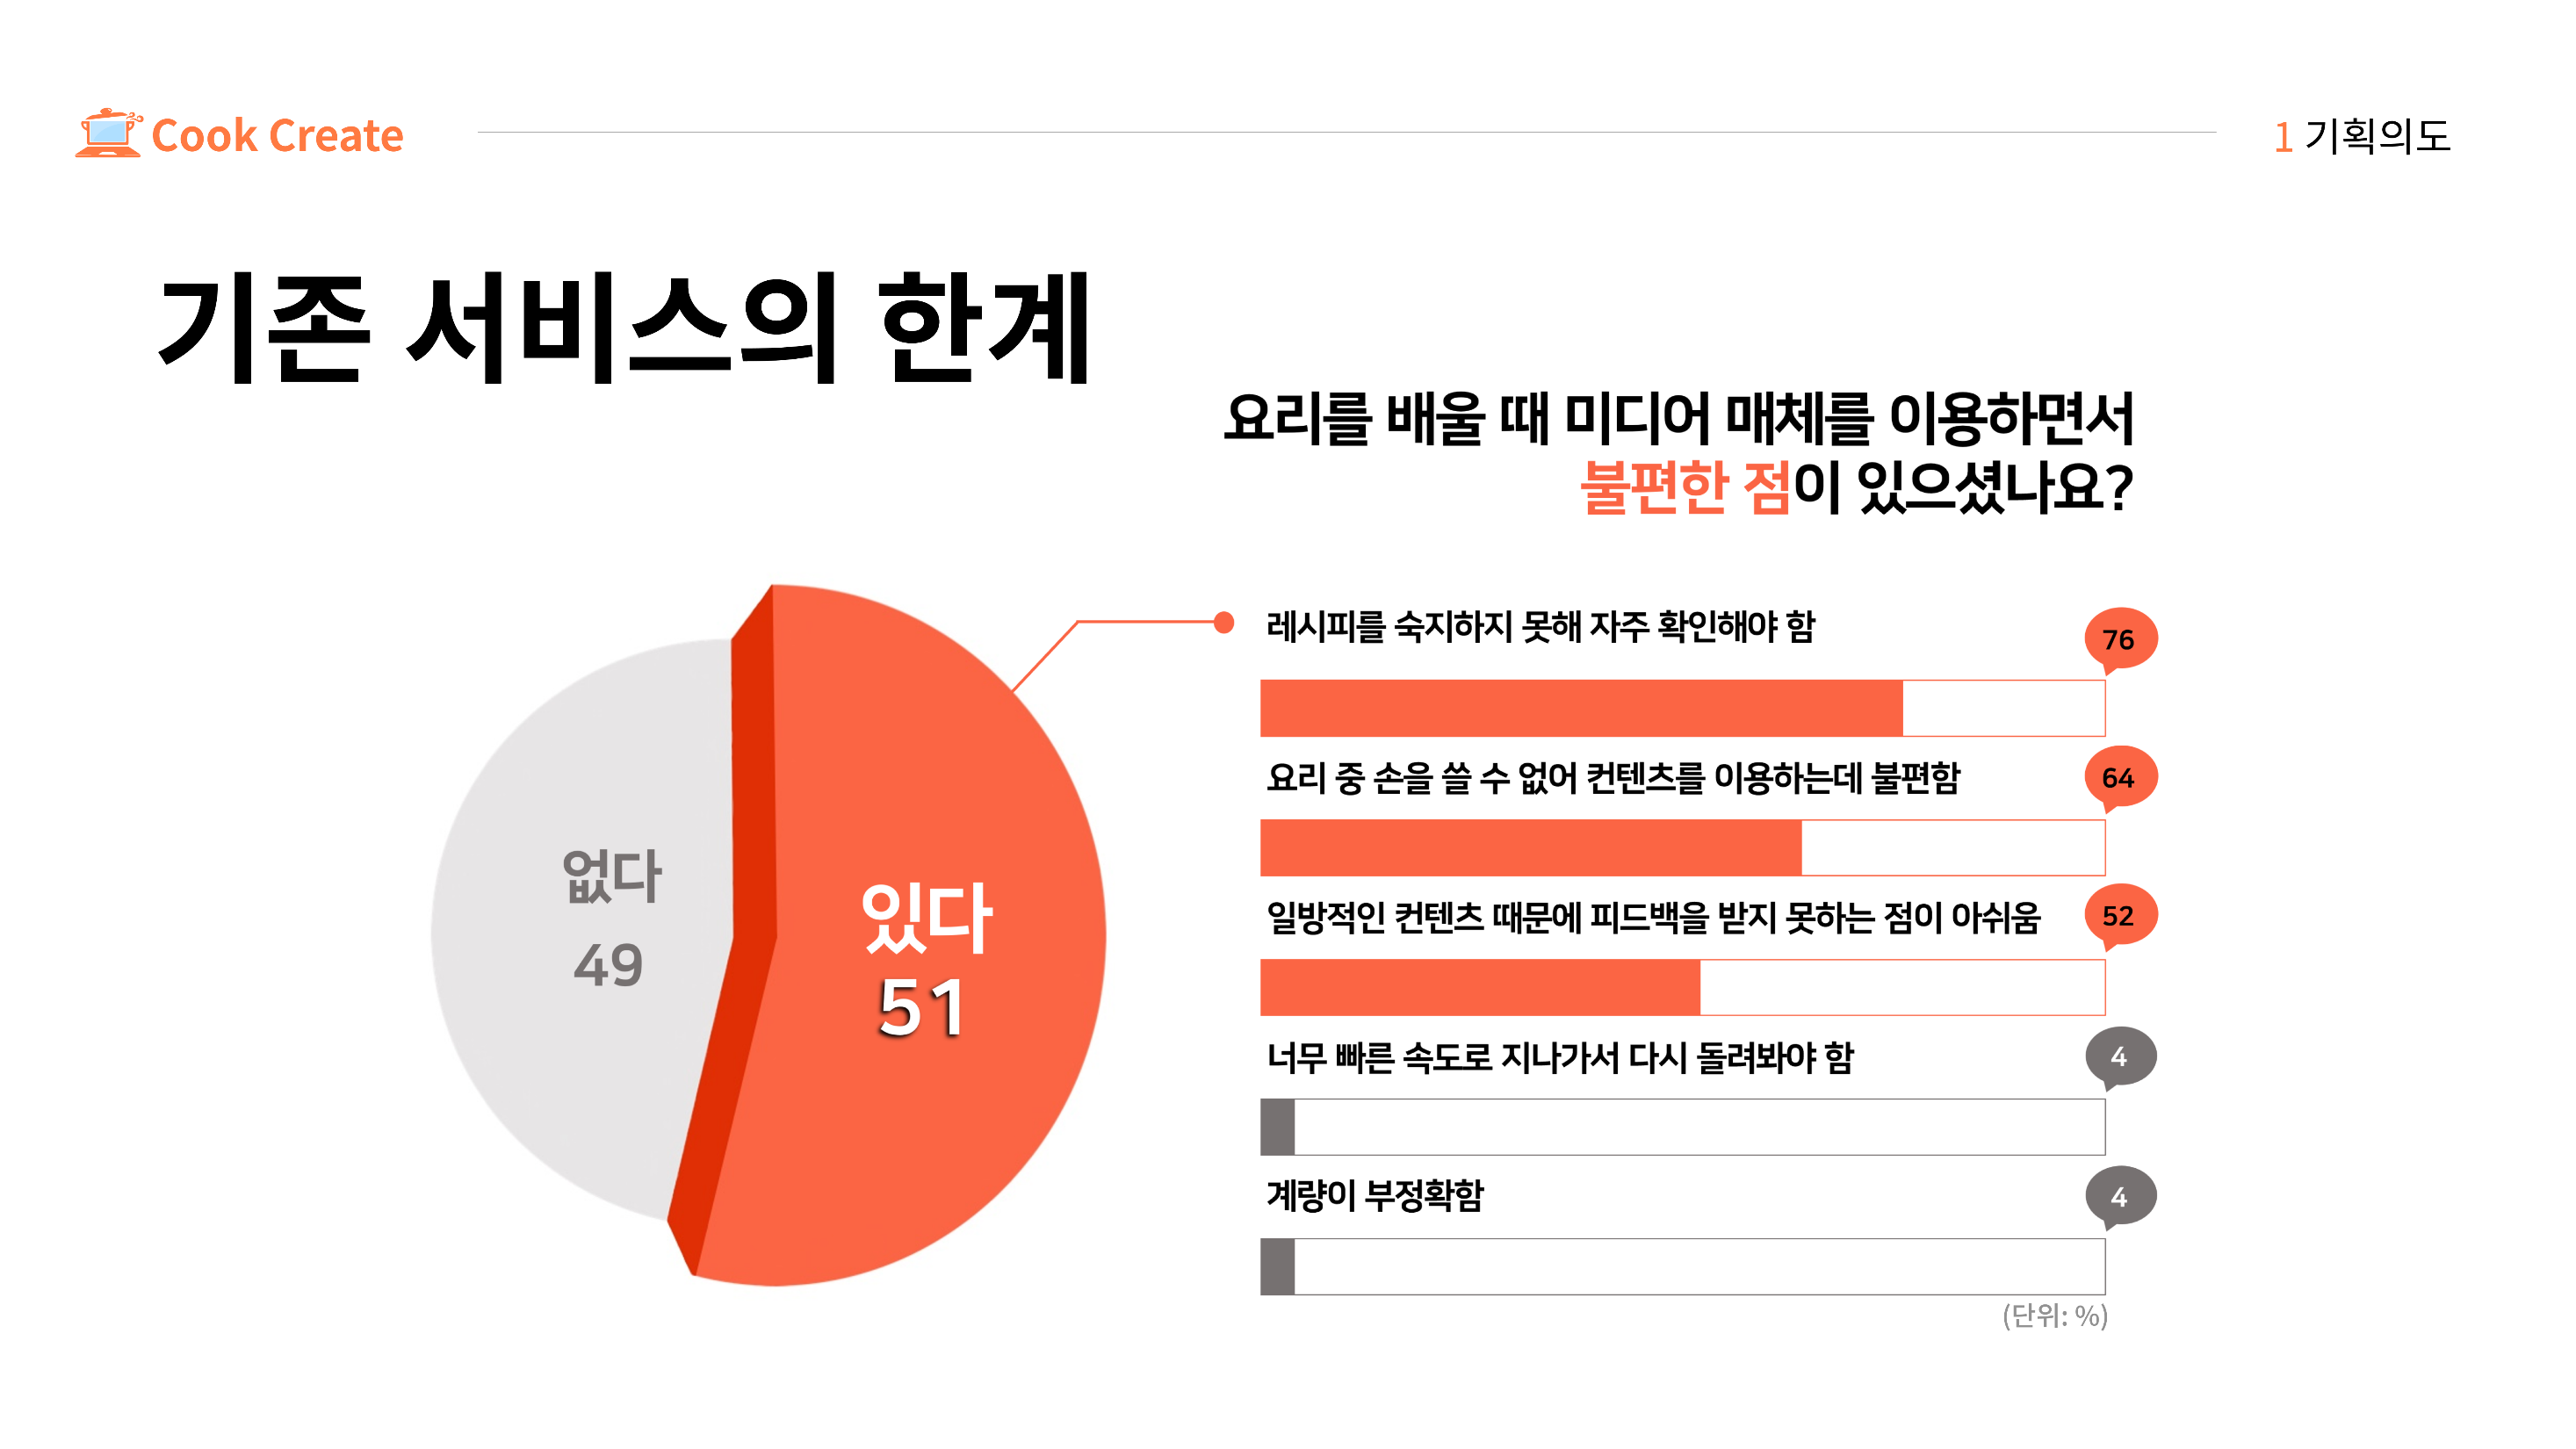 Cook Create
1 기획의도
기존 서비스의 한계
요리를 배울 때 미디어 매체를 이용하면서
불편한 점이 있으셨나요?
없다
49
있다
51
레시피를 숙지하지 못해 자주 확인해야 함
76
요리 중 손을 쓸 수 없어 컨텐츠를 이용하는데 불편함
64
일방적인 컨텐츠 때문에 피드백을 받지 못하는 점이 아쉬움
52
너무 빠른 속도로 지나가서 다시 돌려봐야 함
4
계량이 부정확함
4
(단위: %)